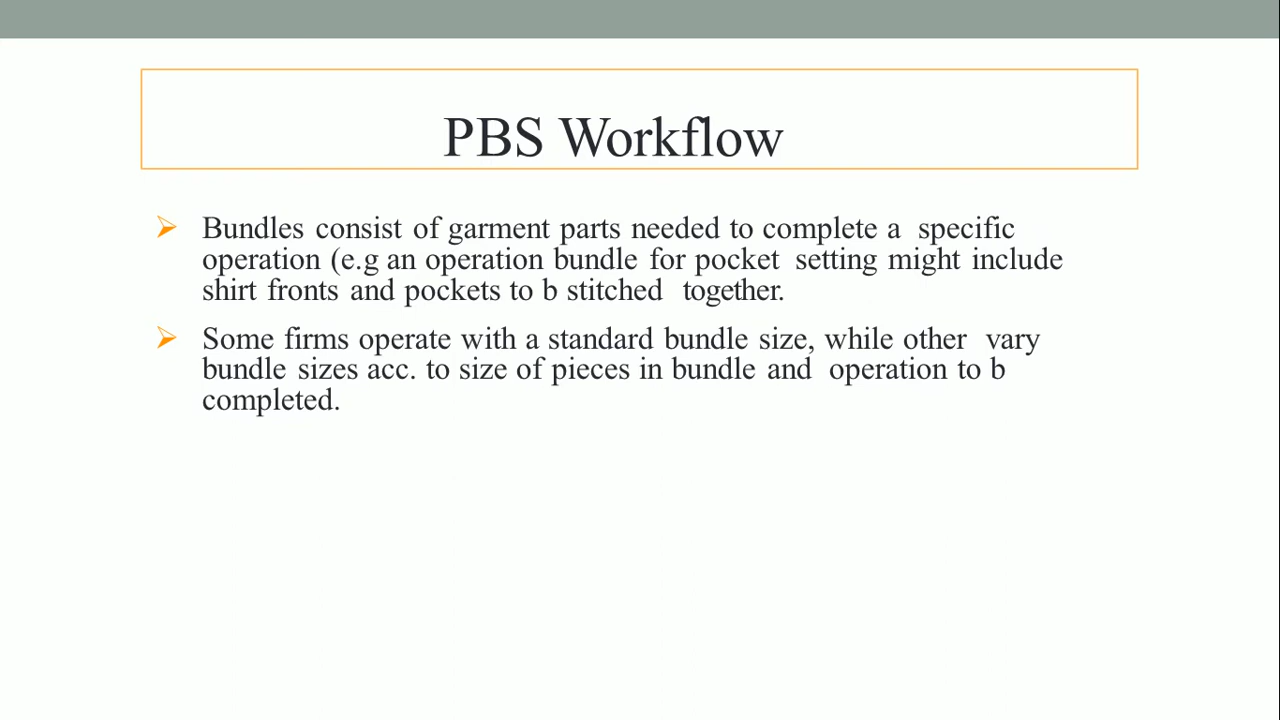 PBS Workflow
Bundles consist of garment parts needed to complete a specific
operation (e.g an operation bundle for pocket setting might include
shirt fronts and pockets to b stitched together.
Some firms operate with a standard bundle size, while other vary
bundle sizes acc. to size of pieces in bundle and operation to b
completed.